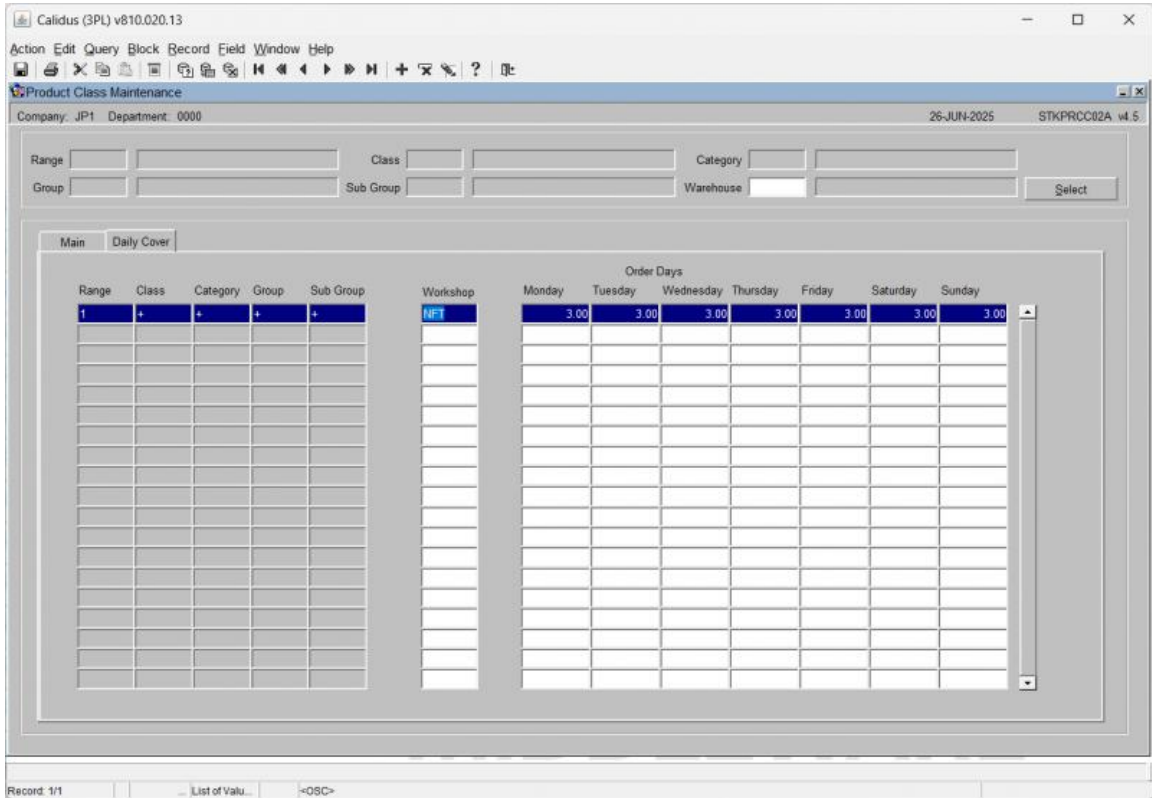 Calidus (3PL) v810.020.13
Action Edit Query Block Record Field Window Help
Product Class Maintenance
Company: JP1 Department: 0000 26-JUN-2025 STKPRCC02A v4.5
Range Class Category
Group Sub Group Warehouse Select
Main Daily Cover
Order Days
Range Class Category Group Sub Group Workshop Monday Tuesday Wednesday Thursday Friday Saturday Sunday
1 + + + + NFT 3.00 3.00 3.00 3.00 3.00 3.00 3.00
Record: 1/1 ... List of Valu... <OSC>